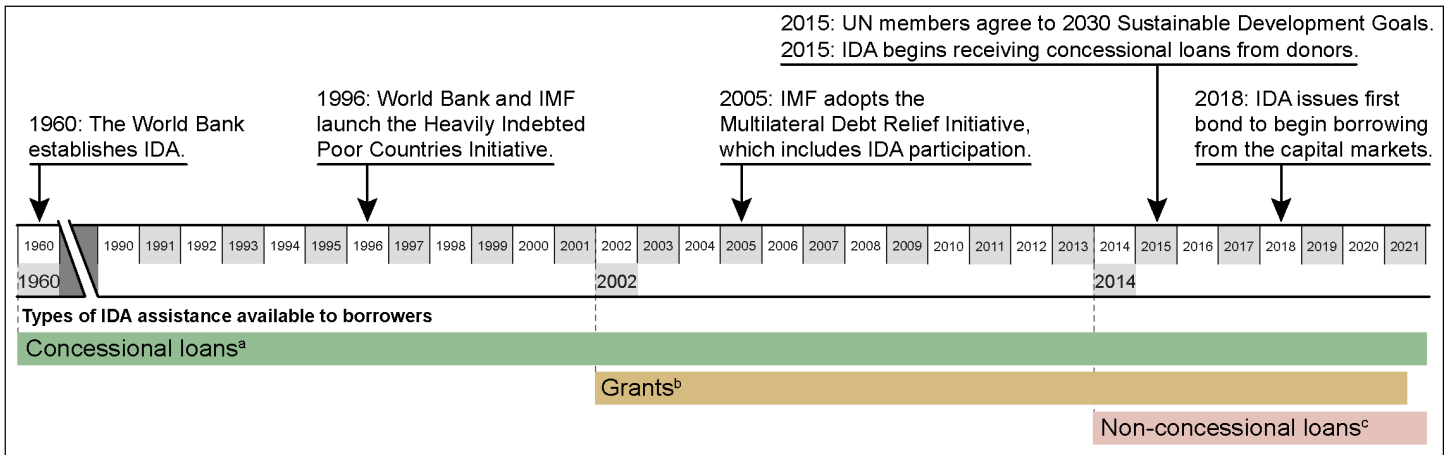 2015: UN members agree to 2030 Sustainable Development Goals.
2015: IDA begins receiving concessional loans from donors.
1960: The World Bank
establishes IDA.
1996: World Bank and IMF
launch the Heavily Indebted
Poor Countries Initiative.
2005: IMF adopts the
Multilateral Debt Relief Initiative,
which includes IDA participation.
2018: IDA issues first
bond to begin borrowing
from the capital markets.
1960 1990 1991 1992 1993 1994 1995 1996 1997 1998 1999 2000 2001 2002 2003 2004 2005 2006 2007 2008 2009 2010 2011 2012 2013 2014 2015 2016 2017 2018 2019 2020 2021
1960 2002 2014
Types of IDA assistance available to borrowers
Concessional loansᵃ
Grantsᵇ
Non-concessional loansᶜ